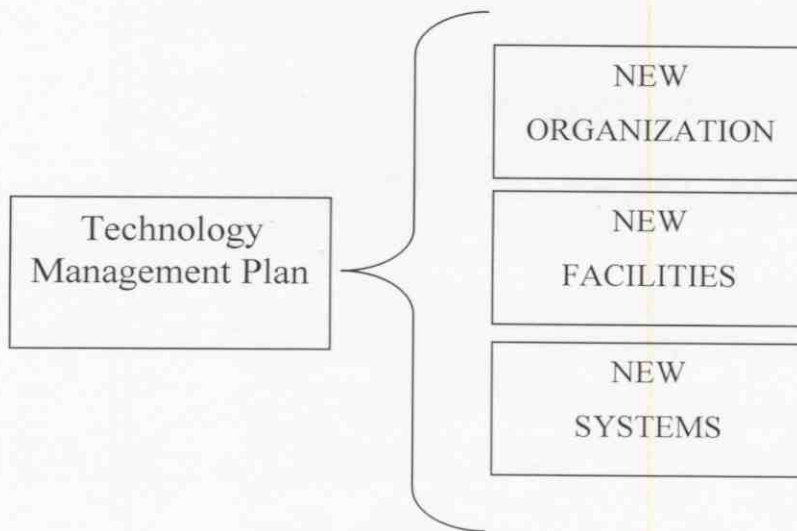 Technology
Management Plan
NEW
ORGANIZATION
NEW
FACILITIES
NEW
SYSTEMS